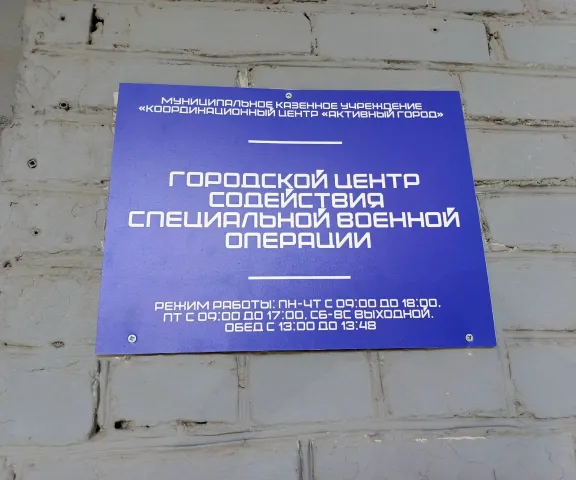 МУНИЦИПАЛЬНОЕ КАЗЕННОЕ УЧРЕЖДЕНИЕ
«КООРДИНАЦИОННЫЙ ЦЕНТР «АКТИВНЫЙ ГОРОД»
ГОРОДСКОЙ ЦЕНТР
СОДЕЙСТВИЯ
СПЕЦИАЛЬНОЙ ВОЕННОЙ
ОПЕРАЦИИ
РЕЖИМ РАБОТЫ: ПН-ЧТ С 09:00 ДО 18:00,
ПТ С 09:00 ДО 17:00, СБ-ВС ВЫХОДНОЙ.
ОБЕД С 13:00 ДО 13:48